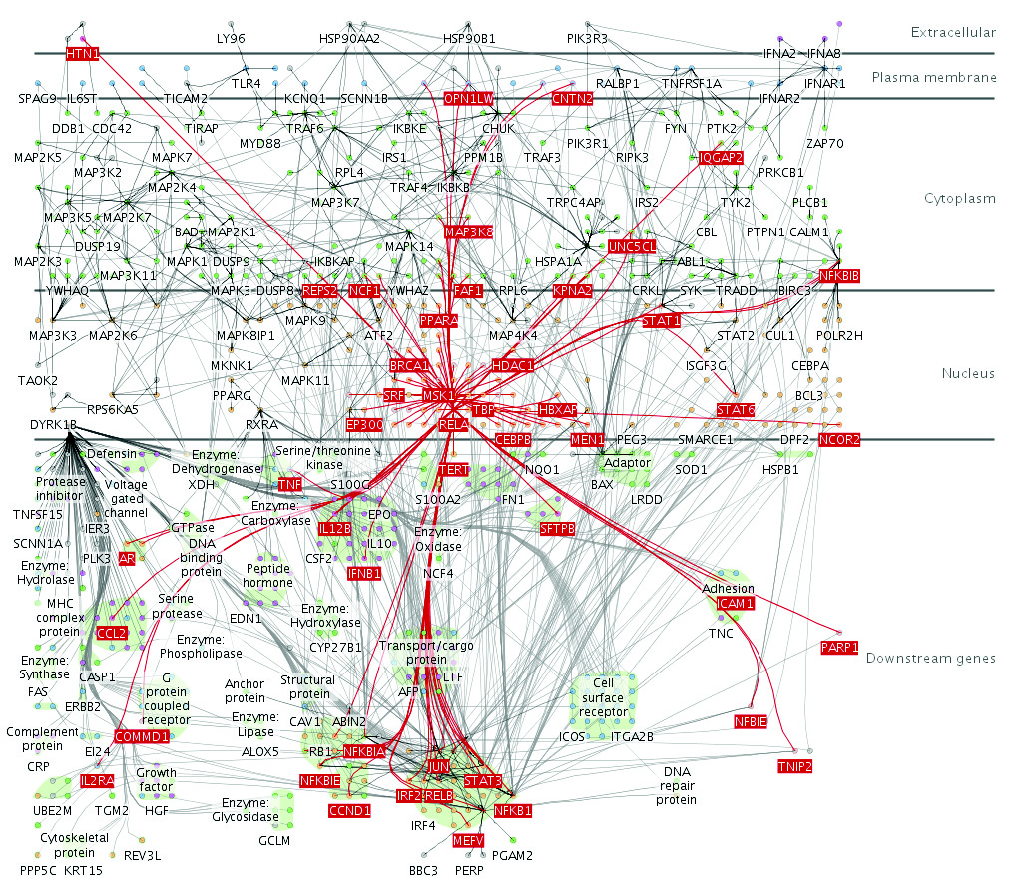 LY96
HSP90AA2
HSP90B1
PIK3R3
Extracellular
HTN1
IFNA2
IFNA8
Plasma membrane
TLR4
RALBP1
TNFRSF1A
IFNAR1
SPAG9
IL6ST
TICAM2
KCNQ1
SCNN1B
OPN1LW
CNTN2
IFNAR2
DDB1
CDC42
TIRAP
TRAF6
IKBKE
CHUK
FYN
PTK2
MYD88
PIK3R1
ZAP70
MAP2K5
MAPK7
IRS1
PPM1B
TRAF3
RIPK3
IQGAP2
MAP3K2
RPL4
PRKCB1
MAP2K4
TRAF4
IKBKB
Cytoplasm
MAP3K7
TRPC4AP
IRS2
TYK2
PLCB1
MAP3K5
MAP2K7
BAD
MAP2K1
MAP3K8
CBL
PTPN1
CALM1
DUSP19
MAPK14
UNC5CL
MAP2K3
MAP3K11
MAPK1
DUSP9
IKBKAP
HSPA1A
ABL1
NFKBIB
YWHAQ
MAPK3
DUSP8
REPS2
NCF1
YWHAZ
FAF1
RPL6
KPNA2
CRKL
SYK
TRADD
BIRC3
MAPK9
PPARA
STAT1
MAP3K3
MAP2K6
MAPK8IP1
ATF2
MAP4K4
STAT2
CUL1
POLR2H
MKNK1
BRCA1
HDAC1
ISGF3G
CEBPA
TAOK2
MAPK11
Nucleus
PPARG
SRF
MSK1
BCL3
RPS6KA5
TBP
HBXAP
STAT6
DYRK1B
RXRA
EP300
RELA
CEBPB
MEN1
PEG3
SMARCE1
DPF2
NCOR2
Defensin
Enzyme:
Dehydrogenase
Serine/threonine
kinase
TERT
NQO1
Adaptor
SOD1
HSPB1
Protease
inhibitor
Voltage
gated
channel
XDH
TNF
S100G
S100A2
FN1
BAX
LRDD
TNFSF15
IER3
GTPase
Enzyme:
Carboxylase
IL12B
EPO
SFTPB
SCNN1A
PLK3
AR
DNA
binding
protein
CSF2
IL10
Enzyme:
Oxidase
Enzyme:
Hydrolase
Peptide
hormone
IFNB1
NCF4
Adhesion
ICAM1
MHC
complex
protein
Serine
protease
EDN1
Enzyme:
Hydroxylase
TNC
CCL2
Enzyme:
Phospholipase
CYP27B1
Transport/cargo
protein
PARP1
Downstream genes
Enzyme:
Synthase
CASP1
G
protein
coupled
receptor
Anchor
protein
Structural
protein
AFP
LTF
Cell
surface
receptor
FAS
ERBB2
CAV1
ABIN2
NFBIE
Complement
protein
COMMD1
Enzyme:
Lipase
ICOS
ITGA2B
EI24
ALOX5
RB1
NFKBIA
CRP
IL2RA
Growth
factor
NFKBIE
JUN
STAT3
TNIP2
DNA
repair
protein
UBE2M
TGM2
HGF
Enzyme:
Glycosidase
CCND1
IRF2
RELB
NFKB1
IRF4
Cytoskeletal
protein
GCLM
MEFV
REV3L
PGAM2
PPP5C
KRT15
BBC3
PERP